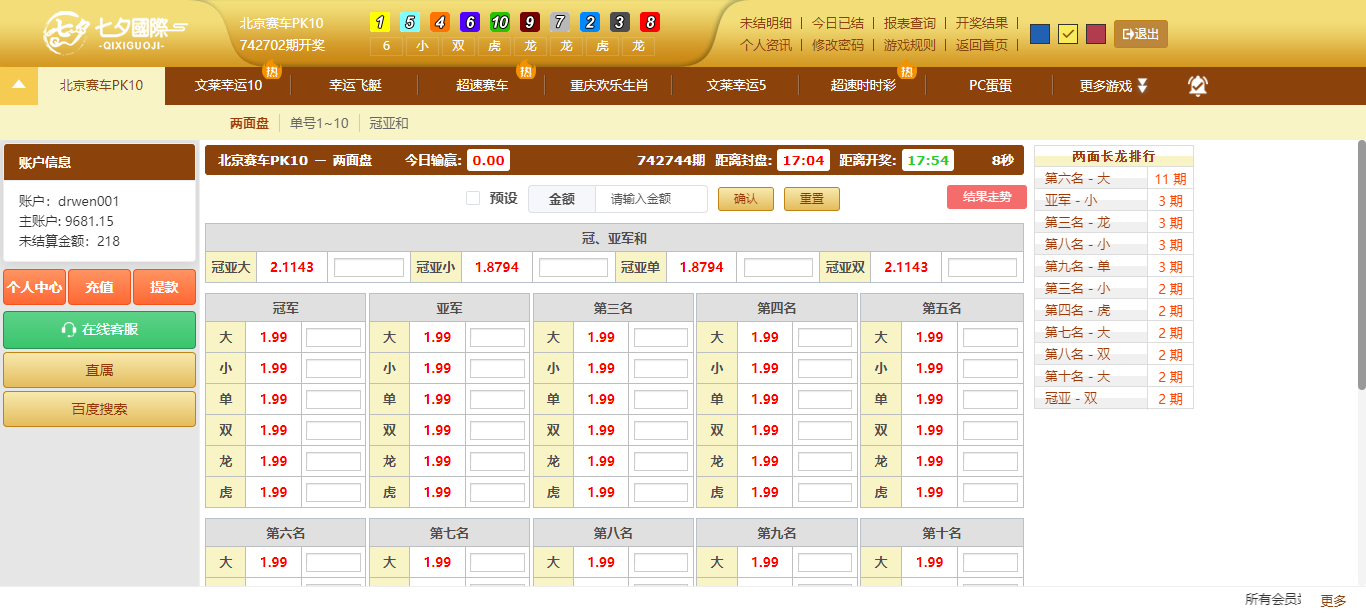 七夕 七夕國際
-QIXIGUOJI-
北京赛车PK10
742702期开奖
1 5 4 6 10 9 7 2 3 8
6 小 双 虎 龙 龙 龙 虎 龙
未结明细 | 今日已结 | 报表查询 | 开奖结果 |
个人资讯 | 修改密码 | 游戏规则 | 返回首页 |
退出
北京赛车PK10 文莱幸运10 热 幸运飞艇 超速赛车 热 重庆欢乐生肖 文莱幸运5 超速时时彩 热 PC蛋蛋 更多游戏
两面盘 单号1~10 冠亚和
账户信息
账户：drwen001
主账户: 9681.15
未结算金额：218
个人中心 充值 提款
在线客服
直属
百度搜索
北京赛车PK10 － 两面盘 今日输赢: 0.00 742744期 距离封盘: 17:04 距离开奖: 17:54 8秒
预设 金额 请输入金额 确认 重置 结果走势
冠、亚军和
冠亚大 2.1143 冠亚小 1.8794 冠亚单 1.8794 冠亚双 2.1143
冠军 亚军 第三名 第四名 第五名
大 1.99 大 1.99 大 1.99 大 1.99 大 1.99
小 1.99 小 1.99 小 1.99 小 1.99 小 1.99
单 1.99 单 1.99 单 1.99 单 1.99 单 1.99
双 1.99 双 1.99 双 1.99 双 1.99 双 1.99
龙 1.99 龙 1.99 龙 1.99 龙 1.99 龙 1.99
虎 1.99 虎 1.99 虎 1.99 虎 1.99 虎 1.99
第六名 第七名 第八名 第九名 第十名
大 1.99 大 1.99 大 1.99 大 1.99 大 1.99
两面长龙排行
第六名 - 大 11 期
亚军 - 小 3 期
第三名 - 龙 3 期
第八名 - 小 3 期
第九名 - 单 3 期
第三名 - 小 2 期
第四名 - 虎 2 期
第七名 - 大 2 期
第八名 - 双 2 期
第十名 - 大 2 期
冠亚 - 双 2 期
所有会员 更多